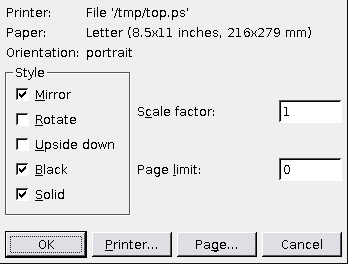 Printer: File '/tmp/top.ps'
Paper: Letter (8.5x11 inches, 216x279 mm)
Orientation: portrait
Style
Mirror
Rotate
Upside down
Black
Solid
Scale factor: 1
Page limit: 0
OK Printer... Page... Cancel